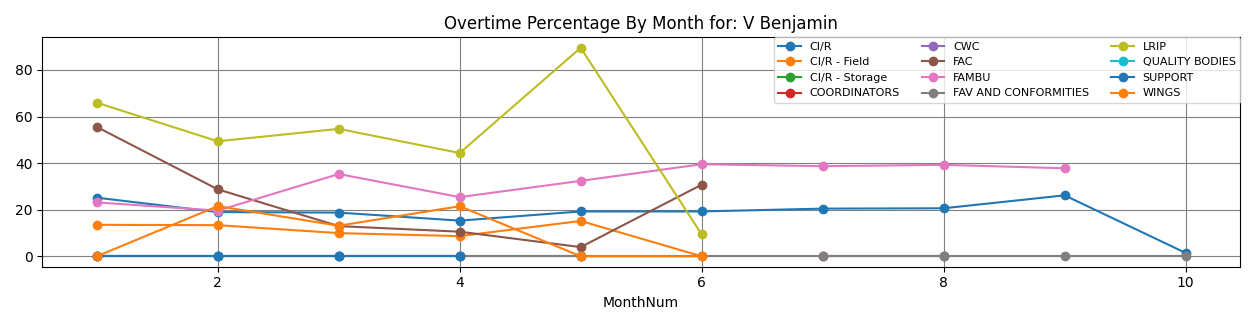 Overtime Percentage By Month for: V Benjamin
CI/R
CI/R - Field
CI/R - Storage
COORDINATORS
CWC
FAC
FAMBU
FAV AND CONFORMITIES
LRIP
QUALITY BODIES
SUPPORT
WINGS
80
60
40
20
0
2
4
6
8
10
MonthNum